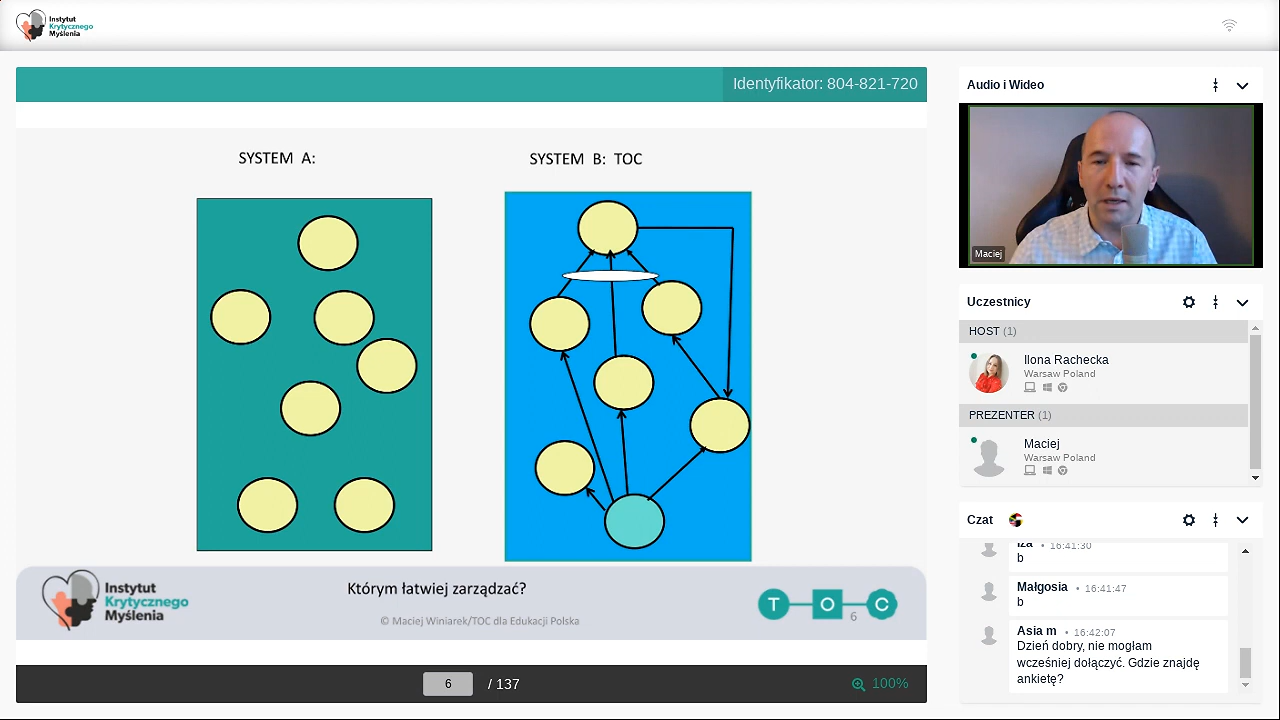 Instytut
Krytycznego
Myślenia
Identyfikator: 804-821-720
SYSTEM A:
SYSTEM B: TOC
Którym łatwiej zarządzać?
© Maciej Winiarek/TOC dla Edukacji Polska
Instytut
Krytycznego
Myślenia
T O C
6
6 / 137
100%
Audio i Wideo
Maciej
Uczestnicy
HOST (1)
Ilona Rachecka
Warsaw Poland
PREZENTER (1)
Maciej
Warsaw Poland
Czat
Iza • 16:41:30
b
Małgosia • 16:41:47
b
Asia m • 16:42:07
Dzień dobry, nie mogłam
wcześniej dołączyć. Gdzie znajdę
ankietę?